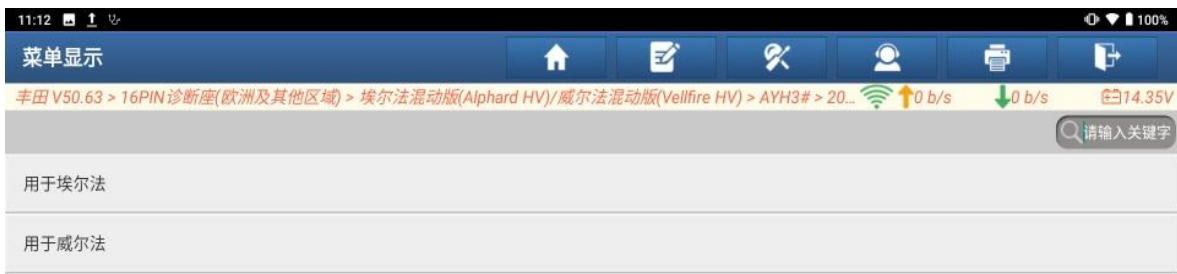 11:12 100%
菜单显示
丰田 V50.63 > 16PIN诊断座(欧洲及其他区域) > 埃尔法混动版(Alphard HV)/威尔法混动版(Vellfire HV) > AYH3# > 20... 0 b/s 0 b/s 14.35V
请输入关键字
用于埃尔法
用于威尔法